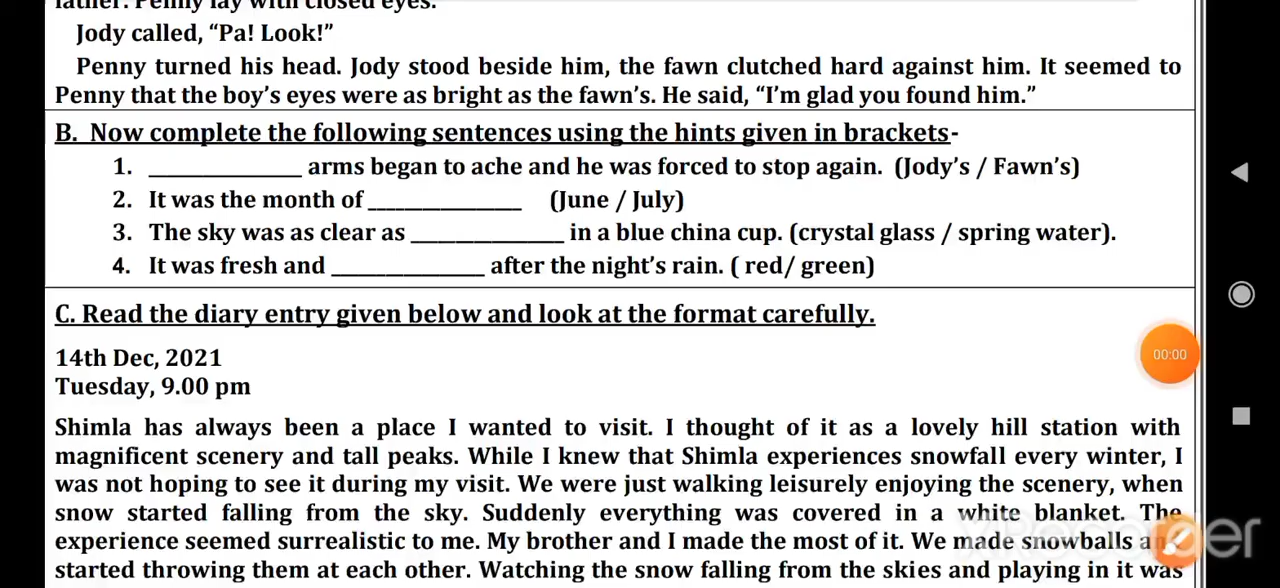 father. Penny lay with closed eyes.
Jody called, “Pa! Look!”
Penny turned his head. Jody stood beside him, the fawn clutched hard against him. It seemed to
Penny that the boy’s eyes were as bright as the fawn’s. He said, “I’m glad you found him.”
B. Now complete the following sentences using the hints given in brackets-
1. ______________ arms began to ache and he was forced to stop again. (Jody’s / Fawn’s)
2. It was the month of ______________ (June / July)
3. The sky was as clear as ______________ in a blue china cup. (crystal glass / spring water).
4. It was fresh and ______________ after the night’s rain. ( red/ green)
C. Read the diary entry given below and look at the format carefully.
14th Dec, 2021
Tuesday, 9.00 pm
00:00
Shimla has always been a place I wanted to visit. I thought of it as a lovely hill station with
magnificent scenery and tall peaks. While I knew that Shimla experiences snowfall every winter, I
was not hoping to see it during my visit. We were just walking leisurely enjoying the scenery, when
snow started falling from the sky. Suddenly everything was covered in a white blanket. The
experience seemed surrealistic to me. My brother and I made the most of it. We made snowballs and
started throwing them at each other. Watching the snow falling from the skies and playing in it was
XRecorder